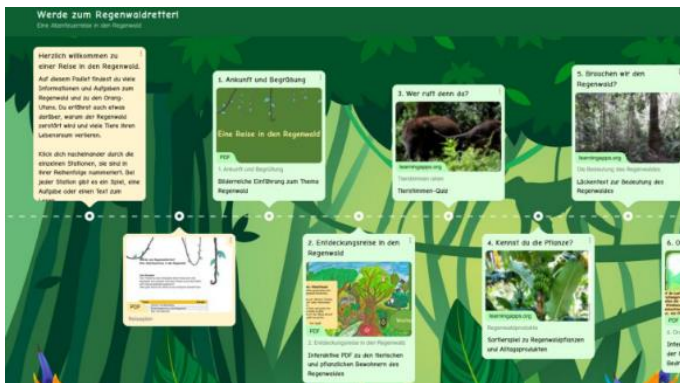 Werde zum Regenwaldretter!
Eine Abenteuerreise in den Regenwald
Herzlich willkommen zu
einer Reise in den Regenwald.
Auf diesem Padlet findest du viele
Informationen und Aufgaben zum
Regenwald und zu den Orang-
Utans. Du erfährst auch etwas
darüber, warum der Regenwald
zerstört wird und viele Tiere ihren
Lebensraum verlieren.
Klick dich nacheinander durch die
einzelnen Stationen, sie sind in
ihrer Reihenfolge nummeriert. Bei
jeder Station gibt es ein Spiel, eine
Aufgabe oder einen Text zum
PDF
Reiseplan
1. Ankunft und Begrüßung
Eine Reise in den Regenwald
PDF
1. Ankunft und Begrüßung
Bilderreiche Einführung zum Thema
Regenwald
2. Entdeckungsreise in den
Regenwald
PDF
2. Entdeckungsreise in den Regenwald
Interaktive PDF zu den tierischen
und pflanzlichen Bewohnern des
Regenwaldes
3. Wer ruft denn da?
learningapps.org
Tierstimmen-Quiz
4. Kennst du die Pflanze?
learningapps.org
Regenwaldprodukte
Sortierspiel zu Regenwaldpflanzen
und Alltagsprodukten
5. Brauchen wir den
Regenwald?
learningapps.org
Die Bedeutung des Regenwaldes
Lückentext zur Bedeutung des
Regenwaldes
6. O
PDF